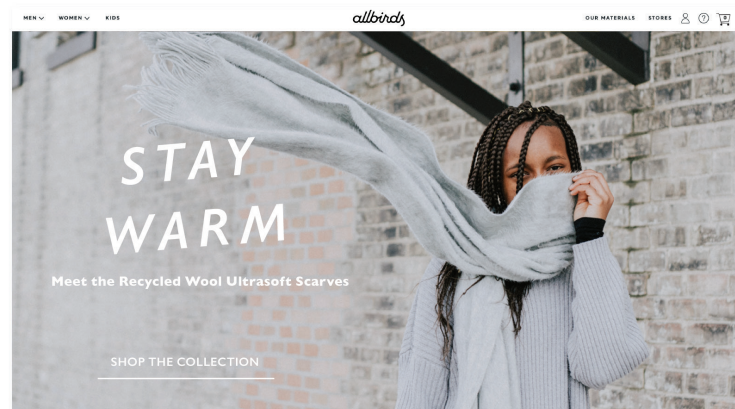 MEN
WOMEN
KIDS
allbirds
OUR MATERIALS
STORES
?
0
STAY
WARM
Meet the Recycled Wool Ultrasoft Scarves
SHOP THE COLLECTION